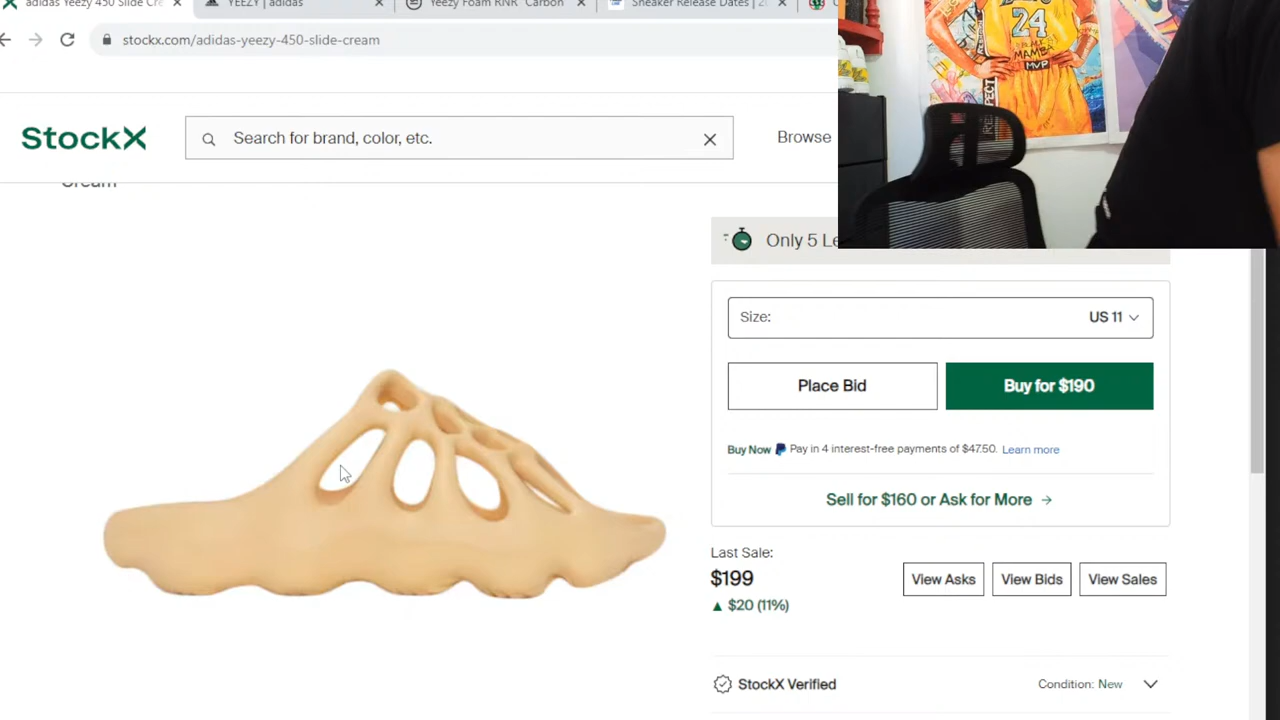 adidas Yeezy 450 Slide Cre
YEEZY | adidas
Yeezy Foam RNR 'Carbon
Sneaker Release Dates | 20
stockx.com/adidas-yeezy-450-slide-cream
StockX
Search for brand, color, etc.
Browse
Cream
24
MAMBA
MVP
Only 5 Le
Size:
US 11
Place Bid
Buy for $190
Buy Now Pay in 4 interest-free payments of $47.50. Learn more
Sell for $160 or Ask for More →
Last Sale:
$199
▲ $20 (11%)
View Asks
View Bids
View Sales
StockX Verified
Condition: New